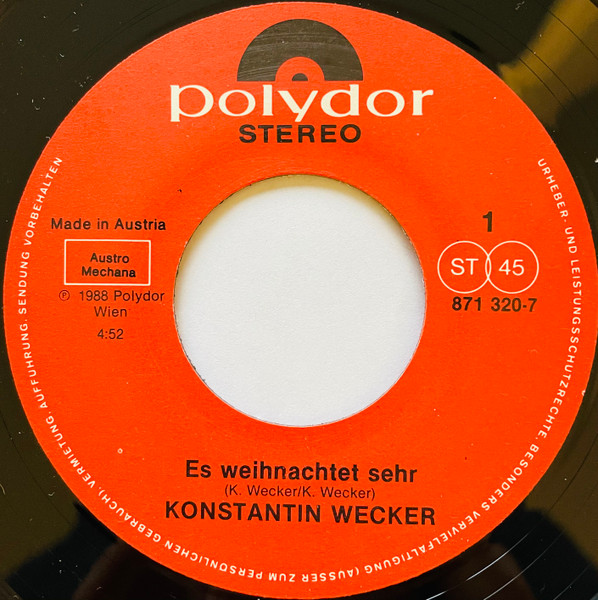 polydor
STEREO
Made in Austria
Austro
Mechana
℗ 1988 Polydor
Wien
4:52
1
ST 45
871 320-7
Es weihnachtet sehr
(K. Wecker/K. Wecker)
KONSTANTIN WECKER
URHEBER- UND LEISTUNGSSCHUTZRECHTE, BESONDERS VERVIELFÄLTIGUNG (AUSSER ZUM PERSÖNLICHEN GEBRAUCH), VERMIETUNG, AUFFÜHRUNG, SENDUNG VORBEHALTEN